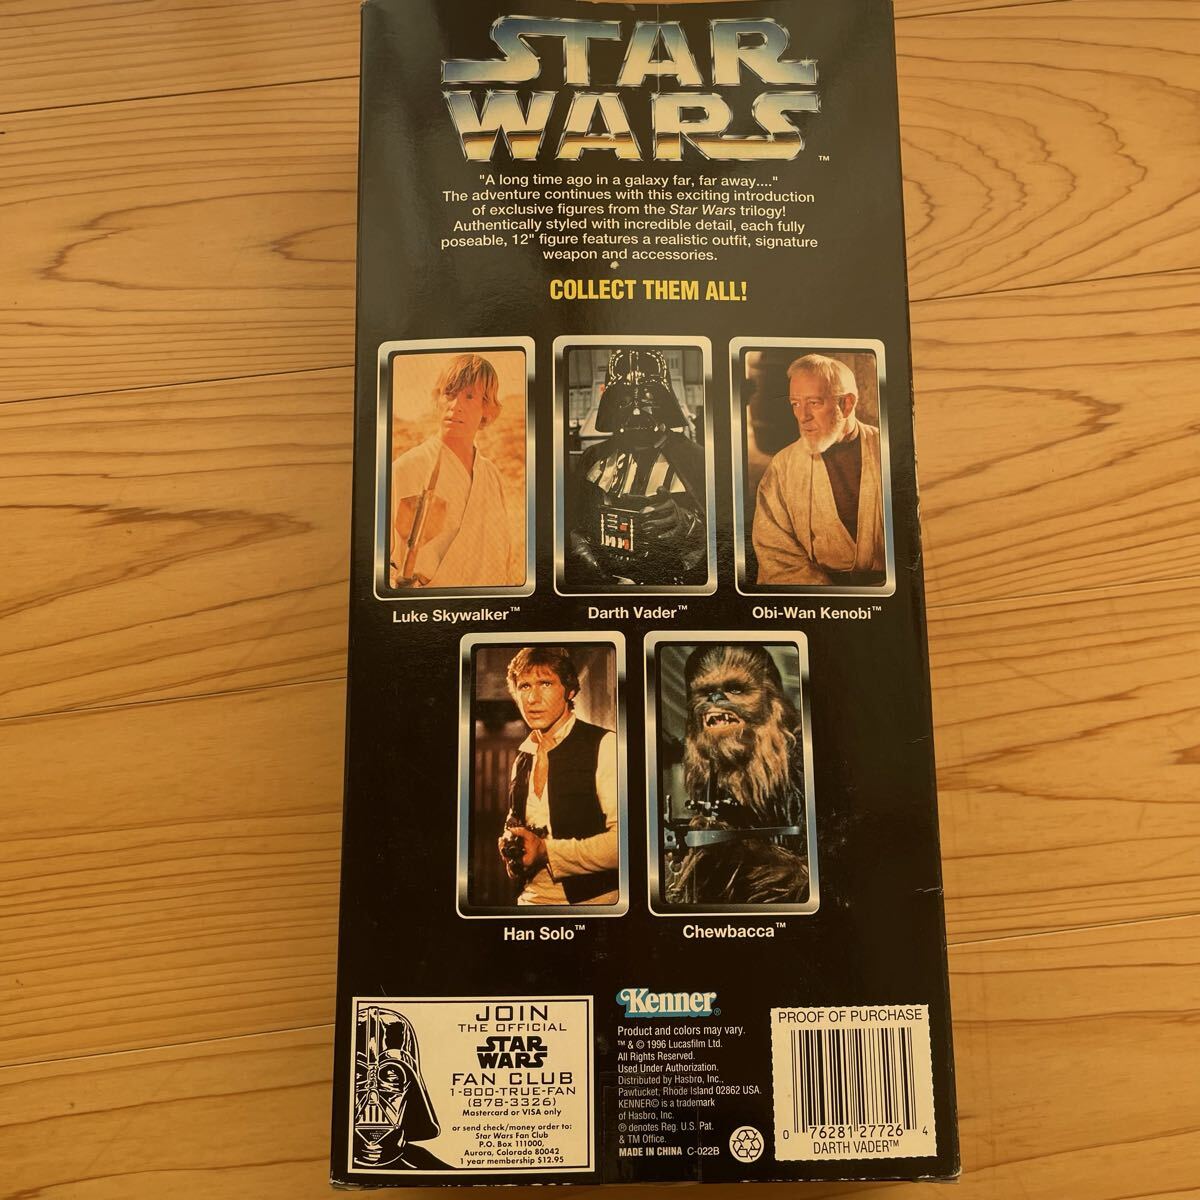 STAR
WARS™
"A long time ago in a galaxy far, far away...."
The adventure continues with this exciting introduction
of exclusive figures from the Star Wars trilogy!
Authentically styled with incredible detail, each fully
poseable, 12" figure features a realistic outfit, signature
weapon and accessories.
COLLECT THEM ALL!
Luke Skywalker™
Darth Vader™
Obi-Wan Kenobi™
Han Solo™
Chewbacca™
JOIN
THE OFFICIAL
STAR
WARS
FAN CLUB
1-800-TRUE-FAN
(878-3326)
Mastercard or VISA only
or send check/money order to:
Star Wars Fan Club
P.O. Box 111000,
Aurora, Colorado 80042
1 year membership $12.95
Kenner®
Product and colors may vary.
™ & © 1996 Lucasfilm Ltd.
All Rights Reserved.
Used Under Authorization.
Distributed by Hasbro, Inc.,
Pawtucket, Rhode Island 02862 USA.
KENNER© is a trademark
of Hasbro, Inc.
® denotes Reg. U.S. Pat.
& TM Office.
MADE IN CHINA C-022B
PROOF OF PURCHASE
0 76281 27726 4
DARTH VADER™